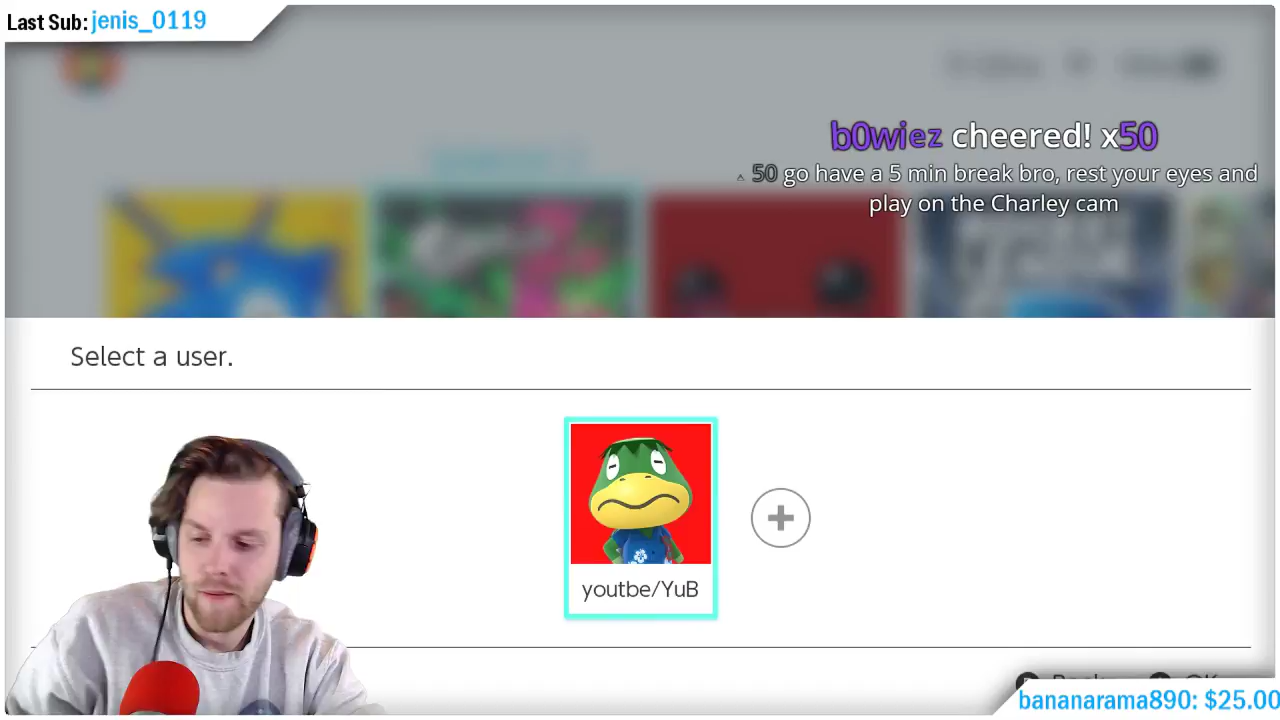 Last Sub: jenis_0119
b0wiez cheered! x50
50 go have a 5 min break bro, rest your eyes and
play on the Charley cam
Select a user.
youtbe/YuB
bananarama890: $25.00